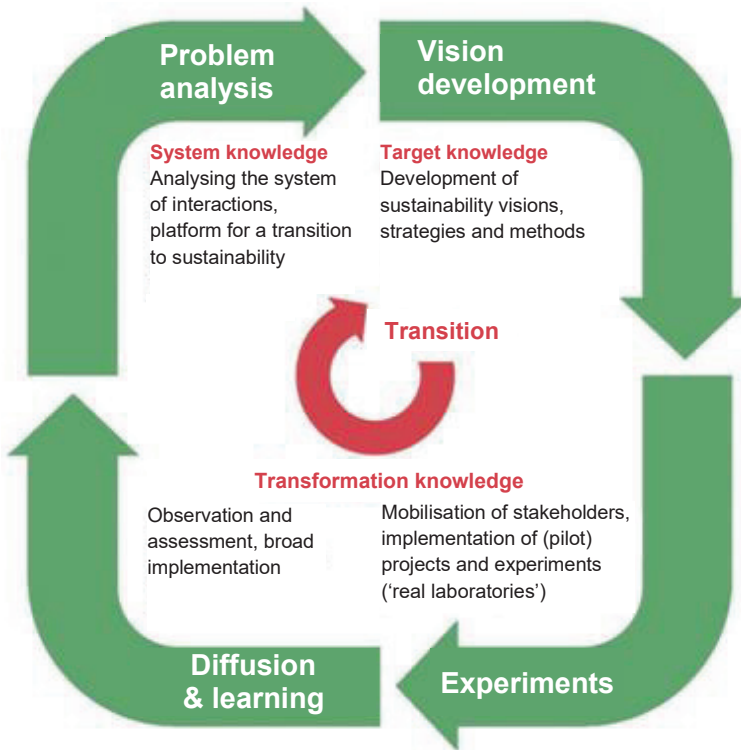 Problem
analysis
Vision
development
System knowledge
Analysing the system
of interactions,
platform for a transition
to sustainability
Target knowledge
Development of
sustainability visions,
strategies and methods
Transition
Transformation knowledge
Observation and
assessment, broad
implementation
Mobilisation of stakeholders,
implementation of (pilot)
projects and experiments
(‘real laboratories’)
Diffusion
& learning
Experiments